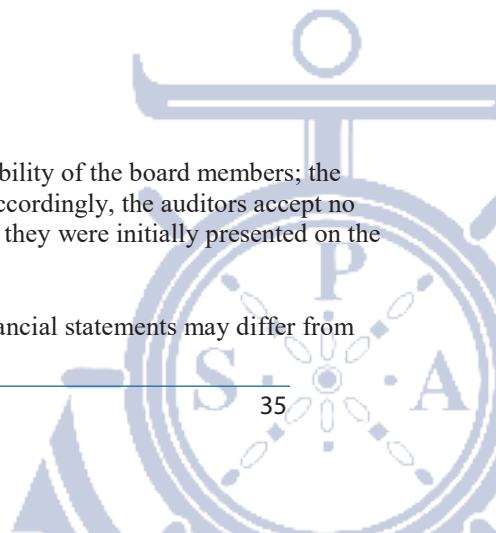 bility of the board members; the
ccordingly, the auditors accept no
they were initially presented on the
P
ancial statements may differ from
S A
35